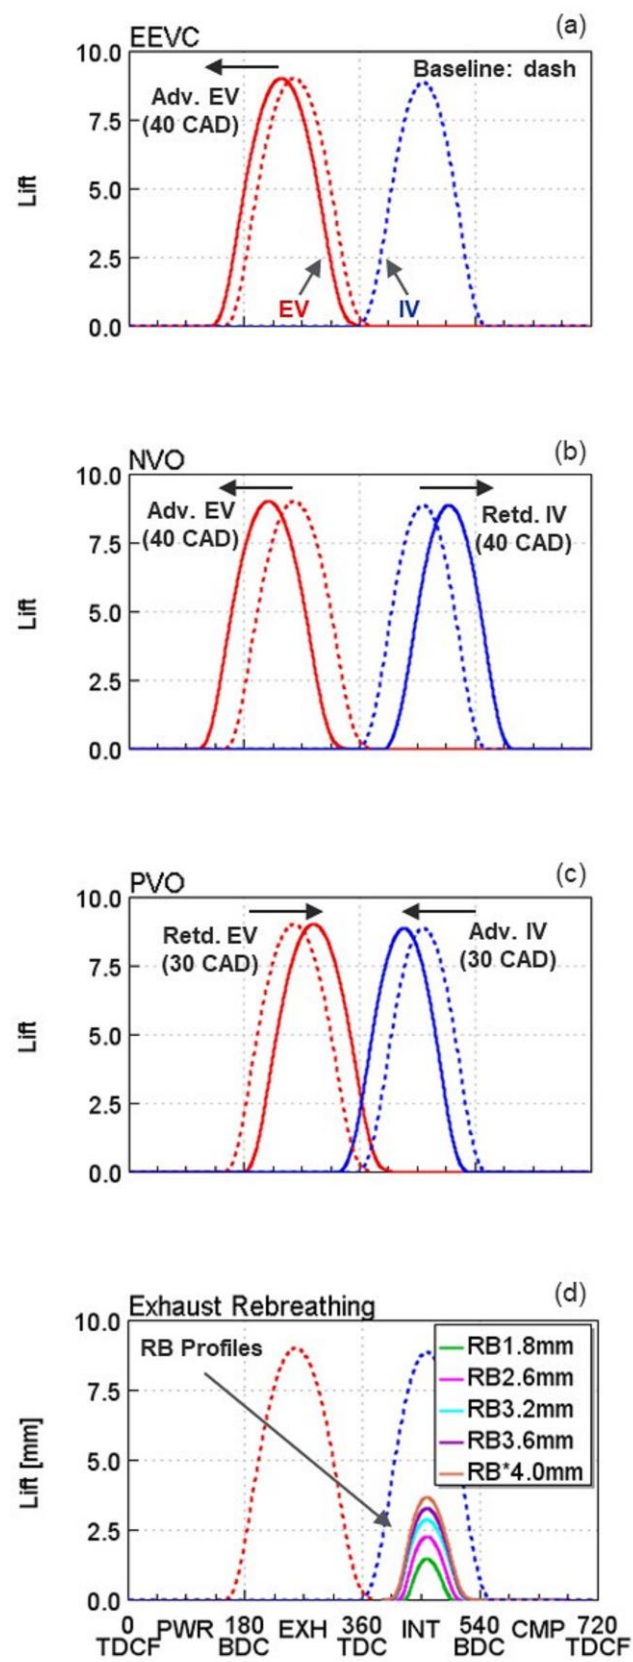 (a)
EEVC
10.0
Baseline: dash
Adv. EV
(40 CAD)
7.5
5.0
Lift
2.5
EV
IV
0.0
(b)
NVO
10.0
Adv. EV
(40 CAD)
Retd. IV
(40 CAD)
7.5
5.0
Lift
2.5
0.0
(c)
PVO
10.0
Retd. EV
(30 CAD)
Adv. IV
(30 CAD)
7.5
5.0
Lift
2.5
0.0
(d)
Exhaust Rebreathing
10.0
RB Profiles
RB1.8mm
RB2.6mm
RB3.2mm
RB3.6mm
RB*4.0mm
7.5
5.0
Lift [mm]
2.5
0.0
0 PWR 180 EXH 360 INT 540 CMP 720
TDCF BDC TDC BDC TDCF